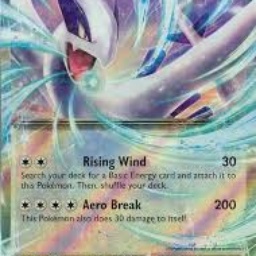 Rising Wind 30
Search your deck for a Basic Energy card and attach it to
this Pokémon. Then, shuffle your deck.
Aero Break 200
This Pokémon also does 30 damage to itself.